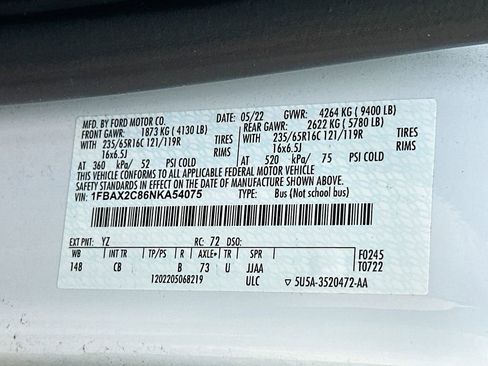 MFD. BY FORD MOTOR CO. 05/22 GVWR: 4264 KG ( 9400 LB)
FRONT GAWR: 1873 KG ( 4130 LB) REAR GAWR: 2622 KG ( 5780 LB)
WITH 235/65R16C 121/119R TIRES WITH 235/65R16C 121/119R TIRES
16x6.5J RIMS 16x6.5J RIMS
AT 360 kPa/ 52 PSI COLD AT 520 kPa/ 75 PSI COLD
THIS VEHICLE CONFORMS TO ALL APPLICABLE FEDERAL MOTOR VEHICLE
SAFETY STANDARDS IN EFFECT ON THE DATE OF MANUFACTURE SHOWN ABOVE.
VIN: 1FBAX2C86NKA54075 TYPE: Bus (Not school bus)
EXT PNT: YZ RC: 72 DSO:
WB INT TR TP/PS R AXLE* TR SPR F0245
148 CB B 73 U JJAA T0722
1202205068219 ULC 5U5A-3520472-AA